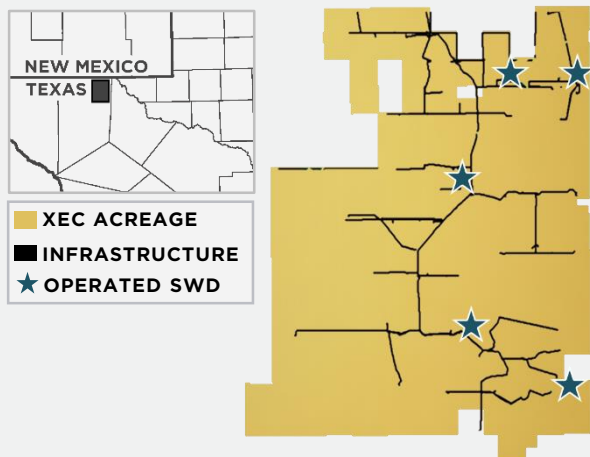 NEW MEXICO
TEXAS
XEC ACREAGE
INFRASTRUCTURE
OPERATED SWD